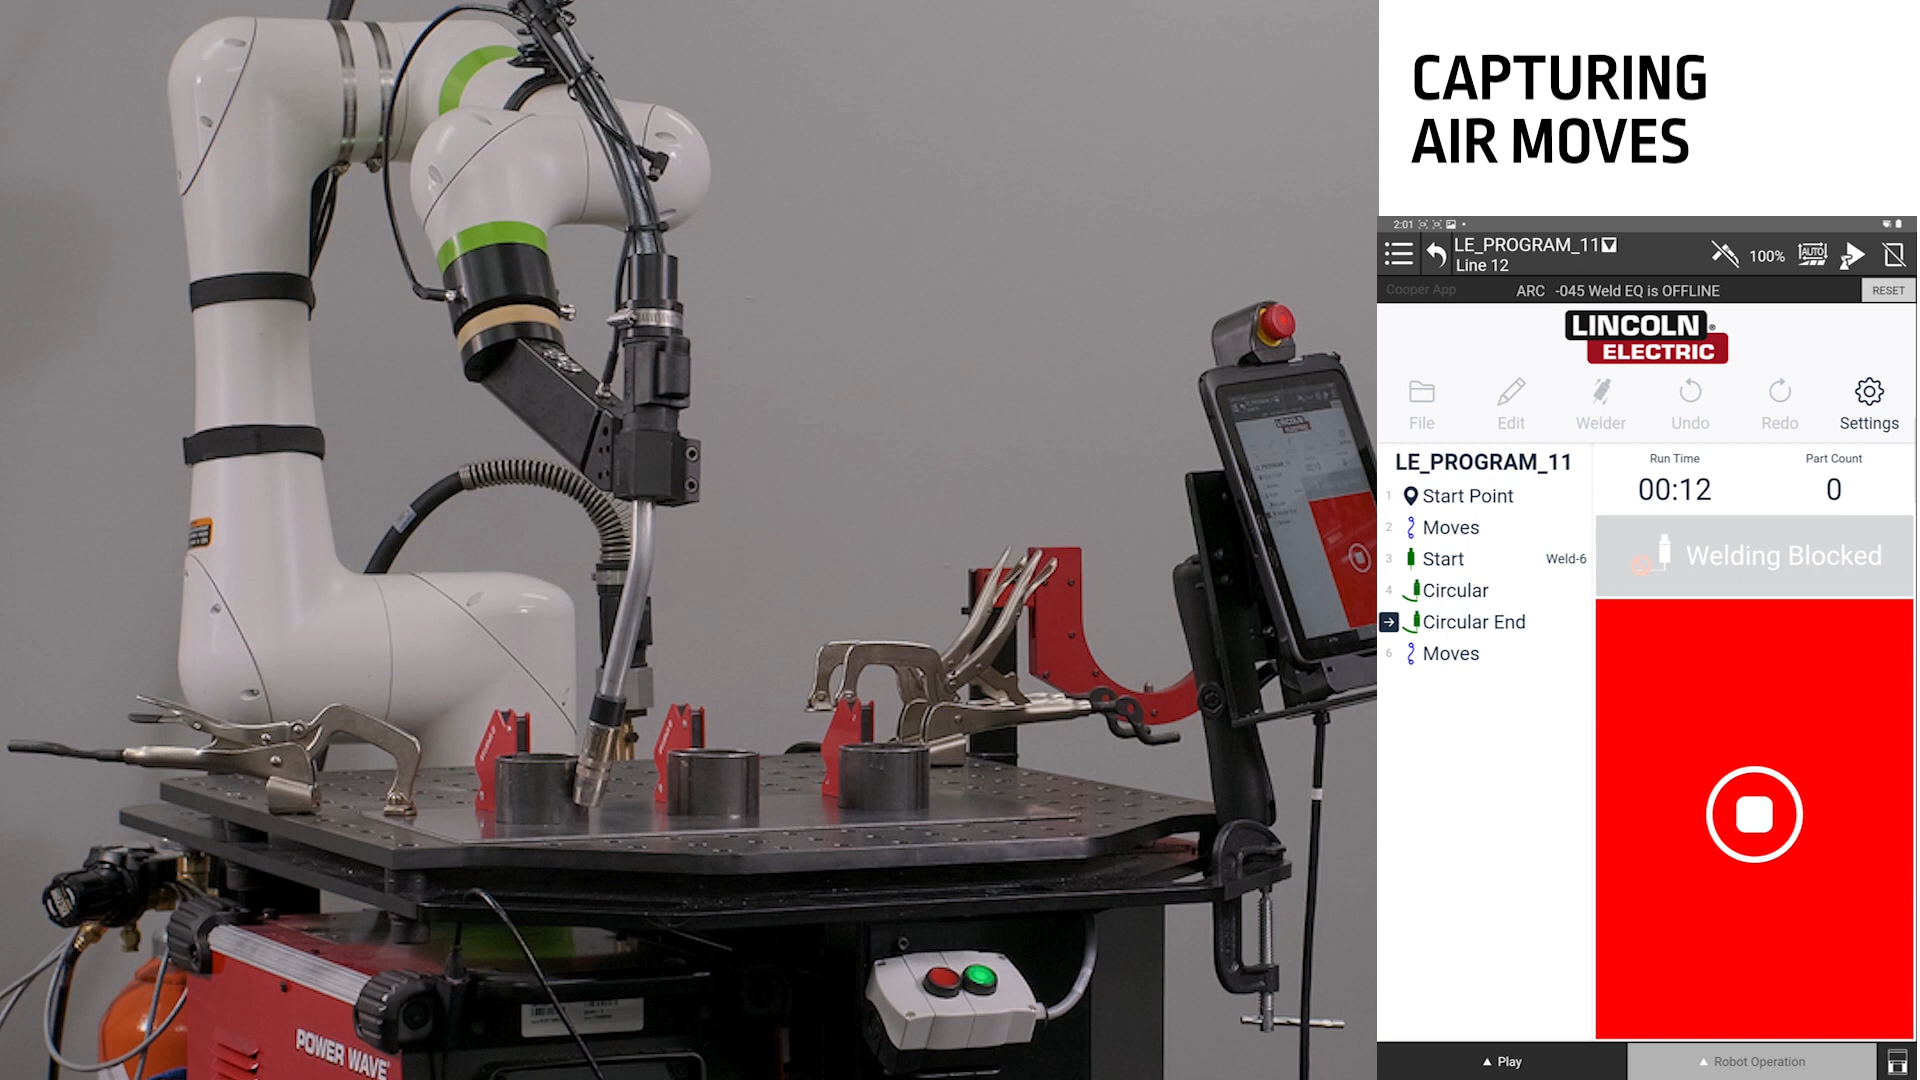 CAPTURING
AIR MOVES
2:01
LE_PROGRAM_11
Line 12
100%
AUTO
Cooper App
ARC -045 Weld EQ is OFFLINE
RESET
LINCOLN
ELECTRIC
File
Edit
Welder
Undo
Redo
Settings
LE_PROGRAM_11
1 Start Point
2 Moves
3 Start Weld-6
4 Circular
Circular End
6 Moves
Run Time
Part Count
00:12
0
Welding Blocked
Play
Robot Operation
POWER WAVE